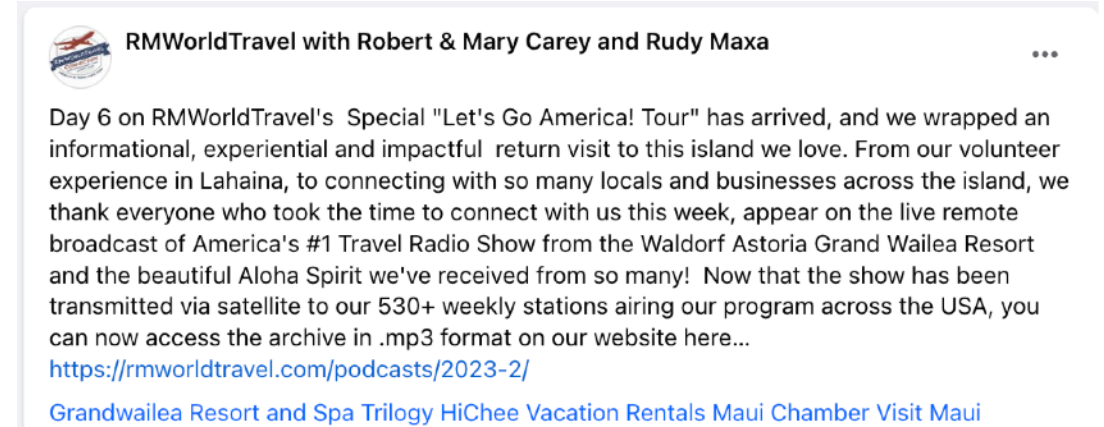 RMWorldTravel with Robert & Mary Carey and Rudy Maxa
Day 6 on RMWorldTravel's  Special "Let's Go America! Tour" has arrived, and we wrapped an
informational, experiential and impactful  return visit to this island we love. From our volunteer
experience in Lahaina, to connecting with so many locals and businesses across the island, we
thank everyone who took the time to connect with us this week, appear on the live remote
broadcast of America's #1 Travel Radio Show from the Waldorf Astoria Grand Wailea Resort
and the beautiful Aloha Spirit we've received from so many!  Now that the show has been
transmitted via satellite to our 530+ weekly stations airing our program across the USA, you
can now access the archive in .mp3 format on our website here...
https://rmworldtravel.com/podcasts/2023-2/
Grandwailea Resort and Spa Trilogy HiChee Vacation Rentals Maui Chamber Visit Maui